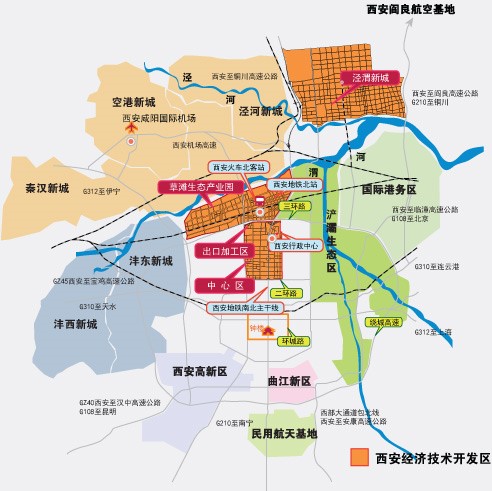 西安阎良航空基地
泾渭新城
泾
河
西安至铜川高速公路
西安至阎良高速公路
G210至铜川
空港新城
西安咸阳国际机场
泾河新城
西安机场高速
渭
河
西安火车北客站
西安地铁北站
秦汉新城
G312至伊宁
草滩生态产业园
国际港务区
三环路
浐灞生态区
西安至临潼高速公路
G108至北京
出口加工区
西安行政中心
沣东新城
G310至连云港
GZ45西安至宝鸡高速公路
中心区
二环路
G310至天水
西安地铁南北主干线
沣西新城
钟楼
绕城高速
G312至上海
环城路
西安高新区
曲江新区
GZ40西安至汉中高速公路
G108至昆明
西部大通道包北线
西安至安康高速公路
G210至南宁
民用航天基地
西安经济技术开发区